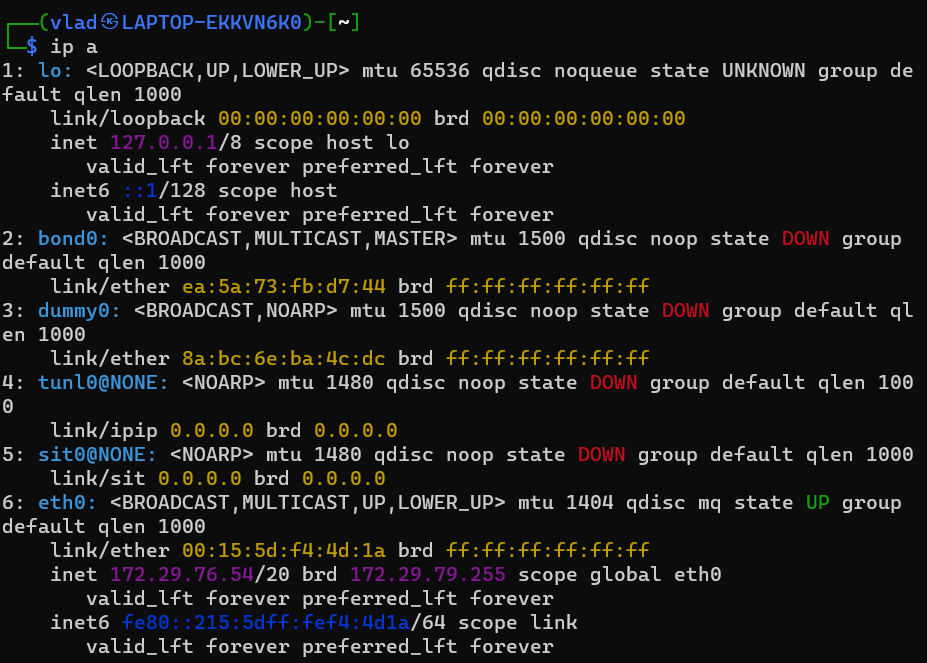 ┌──(vlad㉿LAPTOP-EKKVN6K0)-[~]
└─$ ip a
1: lo: <LOOPBACK,UP,LOWER_UP> mtu 65536 qdisc noqueue state UNKNOWN group de
fault qlen 1000
    link/loopback 00:00:00:00:00:00 brd 00:00:00:00:00:00
    inet 127.0.0.1/8 scope host lo
       valid_lft forever preferred_lft forever
    inet6 ::1/128 scope host
       valid_lft forever preferred_lft forever
2: bond0: <BROADCAST,MULTICAST,MASTER> mtu 1500 qdisc noop state DOWN group
default qlen 1000
    link/ether ea:5a:73:fb:d7:44 brd ff:ff:ff:ff:ff:ff
3: dummy0: <BROADCAST,NOARP> mtu 1500 qdisc noop state DOWN group default ql
en 1000
    link/ether 8a:bc:6e:ba:4c:dc brd ff:ff:ff:ff:ff:ff
4: tunl0@NONE: <NOARP> mtu 1480 qdisc noop state DOWN group default qlen 100
0
    link/ipip 0.0.0.0 brd 0.0.0.0
5: sit0@NONE: <NOARP> mtu 1480 qdisc noop state DOWN group default qlen 1000
    link/sit 0.0.0.0 brd 0.0.0.0
6: eth0: <BROADCAST,MULTICAST,UP,LOWER_UP> mtu 1404 qdisc mq state UP group
default qlen 1000
    link/ether 00:15:5d:f4:4d:1a brd ff:ff:ff:ff:ff:ff
    inet 172.29.76.54/20 brd 172.29.79.255 scope global eth0
       valid_lft forever preferred_lft forever
    inet6 fe80::215:5dff:fef4:4d1a/64 scope link
       valid_lft forever preferred_lft forever